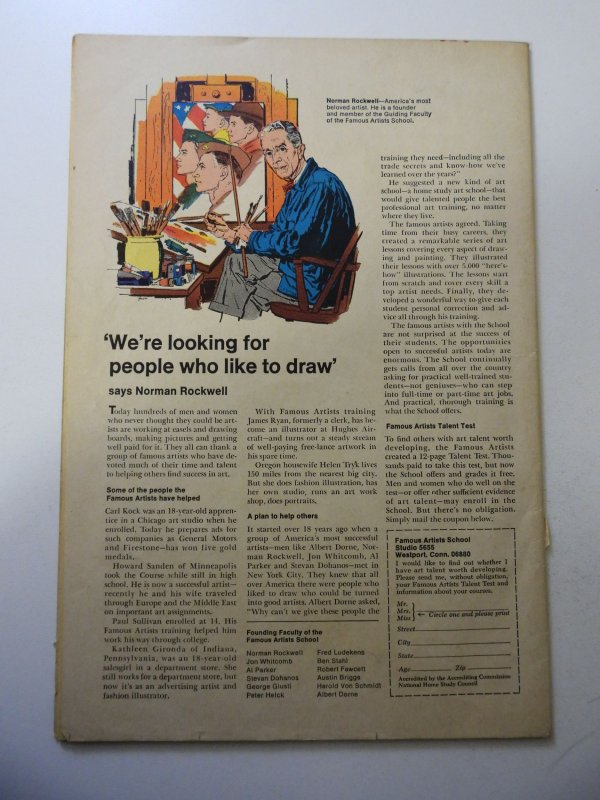 Norman Rockwell—America's most
beloved artist. He is a founder
and member of the Guiding Faculty
of the Famous Artists School.
'We're looking for
people who like to draw'
says Norman Rockwell
Today hundreds of men and women
who never thought they could be art-
ists are working at easels and drawing
boards, making pictures and getting
well paid for it. They all can thank a
group of famous artists who have de-
voted much of their time and talent
to helping others find success in art.
Some of the people the
Famous Artists have helped
Carl Kock was an 18-year-old appren-
tice in a Chicago art studio when he
enrolled. Today he prepares ads for
such companies as General Motors
and Firestone—has won five gold
medals.
Howard Sanden of Minneapolis
took the Course while still in high
school. He is now a successful artist—
recently he and his wife traveled
through Europe and the Middle East
on important art assignments.
Paul Sullivan enrolled at 14. His
Famous Artists training helped him
work his way through college.
Kathleen Gironda of Indiana,
Pennsylvania, was an 18-year-old
salesgirl in a department store. She
still works for a department store, but
now it's as an advertising artist and
fashion illustrator.
With Famous Artists training
James Ryan, formerly a clerk, has be-
come an illustrator at Hughes Air-
craft—and turns out a steady stream
of well-paying free-lance artwork in
his spare time.
Oregon housewife Helen Tryk lives
150 miles from the nearest big city.
But she does fashion illustration, has
her own studio, runs an art work
shop, does portraits.
A plan to help others
It started over 18 years ago when a
group of America's most successful
artists—men like Albert Dorne, Nor-
man Rockwell, Jon Whitcomb, Al
Parker and Stevan Dohanos—met in
New York City. They knew that all
over America there were people who
liked to draw who could be turned
into good artists. Albert Dorne asked,
"Why can't we give these people the
Founding Faculty of the
Famous Artists School
Norman Rockwell
Jon Whitcomb
Al Parker
Stevan Dohanos
George Giusti
Peter Helck
Fred Ludekens
Ben Stahl
Robert Fawcett
Austin Briggs
Harold Von Schmidt
Albert Dorne
training they need—including all the
trade secrets and know-how we've
learned over the years?"
He suggested a new kind of art
school—a home study art school—that
would give talented people the best
professional art training, no matter
where they live.
The famous artists agreed. Taking
time from their busy careers, they
created a remarkable series of art
lessons covering every aspect of draw-
ing and painting. They illustrated
their lessons with over 5,000 "here's-
how" illustrations. The lessons start
from scratch and cover every skill a
top artist needs. Finally, they de-
veloped a wonderful way to give each
student personal correction and ad-
vice all through his training.
The famous artists with the School
are not surprised at the success of
their students. The opportunities
open to successful artists today are
enormous. The School continually
gets calls from all over the country
asking for practical well-trained stu-
dents—not geniuses—who can step
into full-time or part-time art jobs.
And practical, thorough training is
what the School offers.
Famous Artists Talent Test
To find others with art talent worth
developing, the Famous Artists
created a 12-page Talent Test. Thou-
sands paid to take this test, but now
the School offers and grades it free.
Men and women who do well on the
test—or offer other sufficient evidence
of art talent—may enroll in the
School. But there's no obligation.
Simply mail the coupon below.
Famous Artists School
Studio 5655
Westport, Conn. 06880
I would like to find out whether I
have art talent worth developing.
Please send me, without obligation,
your Famous Artists Talent Test and
information about your courses.
Mr.
Mrs. ← Circle one and please print
Miss
Street
City
State
Age Zip
Accredited by the Accrediting Commission
National Home Study Council